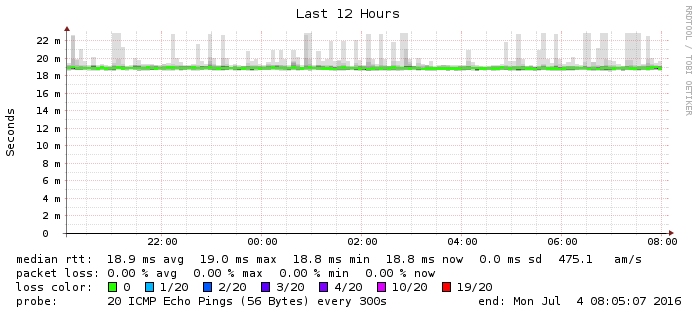 Last 12 Hours
RRDTOOL / TOBI OETIKER
Seconds
22 m
20 m
18 m
16 m
14 m
12 m
10 m
8 m
6 m
4 m
2 m
0
22:00 00:00 02:00 04:00 06:00 08:00
median rtt: 18.9 ms avg 19.0 ms max 18.8 ms min 18.8 ms now 0.0 ms sd 475.1 am/s
packet loss: 0.00 % avg 0.00 % max 0.00 % min 0.00 % now
loss color: 0 1/20 2/20 3/20 4/20 10/20 19/20
probe: 20 ICMP Echo Pings (56 Bytes) every 300s end: Mon Jul 4 08:05:07 2016